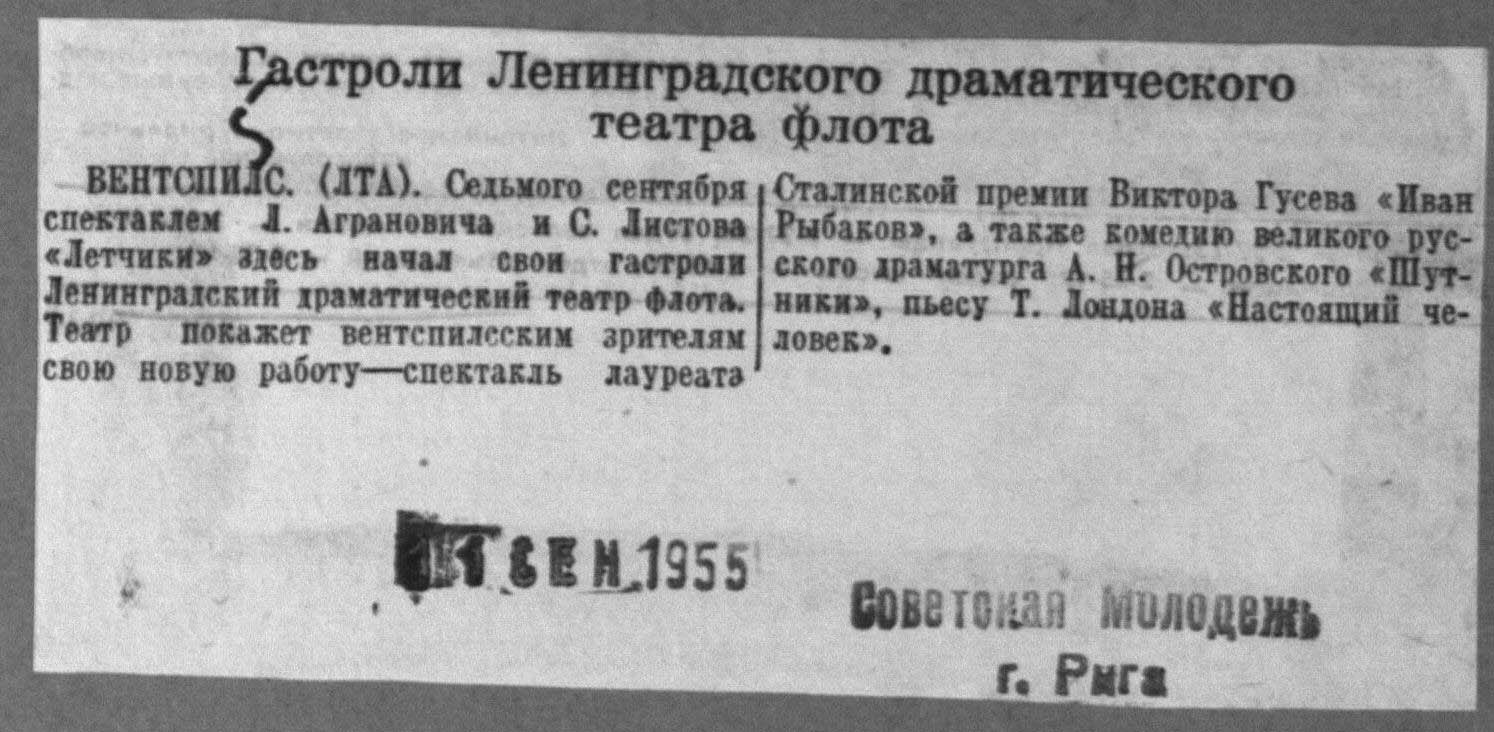 Гастроли Ленинградского драматического
театра флота
ВЕНТСПИЛС. (ЛТА). Седьмого сентября
спектаклем Л. Аграновича и С. Листова
«Летчики» здесь начал свои гастроли
Ленинградский драматический театр флота.
Театр покажет вентспилсским зрителям
свою новую работу—спектакль лауреата
Сталинской премии Виктора Гусева «Иван
Рыбаков», а также комедию великого рус-
ского драматурга А. Н. Островского «Шут-
ники», пьесу Т. Лондона «Настоящий че-
ловек».
СЕН 1955
Советская Молодежь
г. Рига